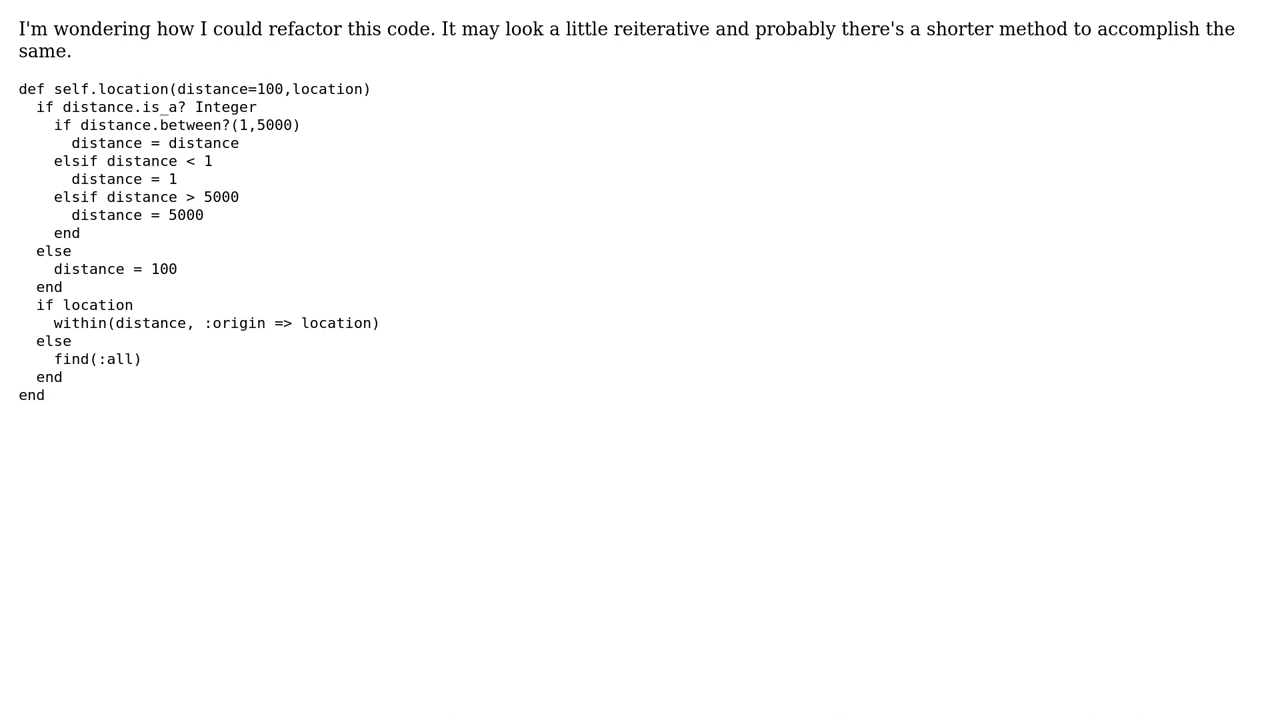 I'm wondering how I could refactor this code. It may look a little reiterative and probably there's a shorter method to accomplish the
same.
def self.location(distance=100,location)
  if distance.is_a? Integer
    if distance.between?(1,5000)
      distance = distance
    elsif distance < 1
      distance = 1
    elsif distance > 5000
      distance = 5000
    end
  else
    distance = 100
  end
  if location
    within(distance, :origin => location)
  else
    find(:all)
  end
end